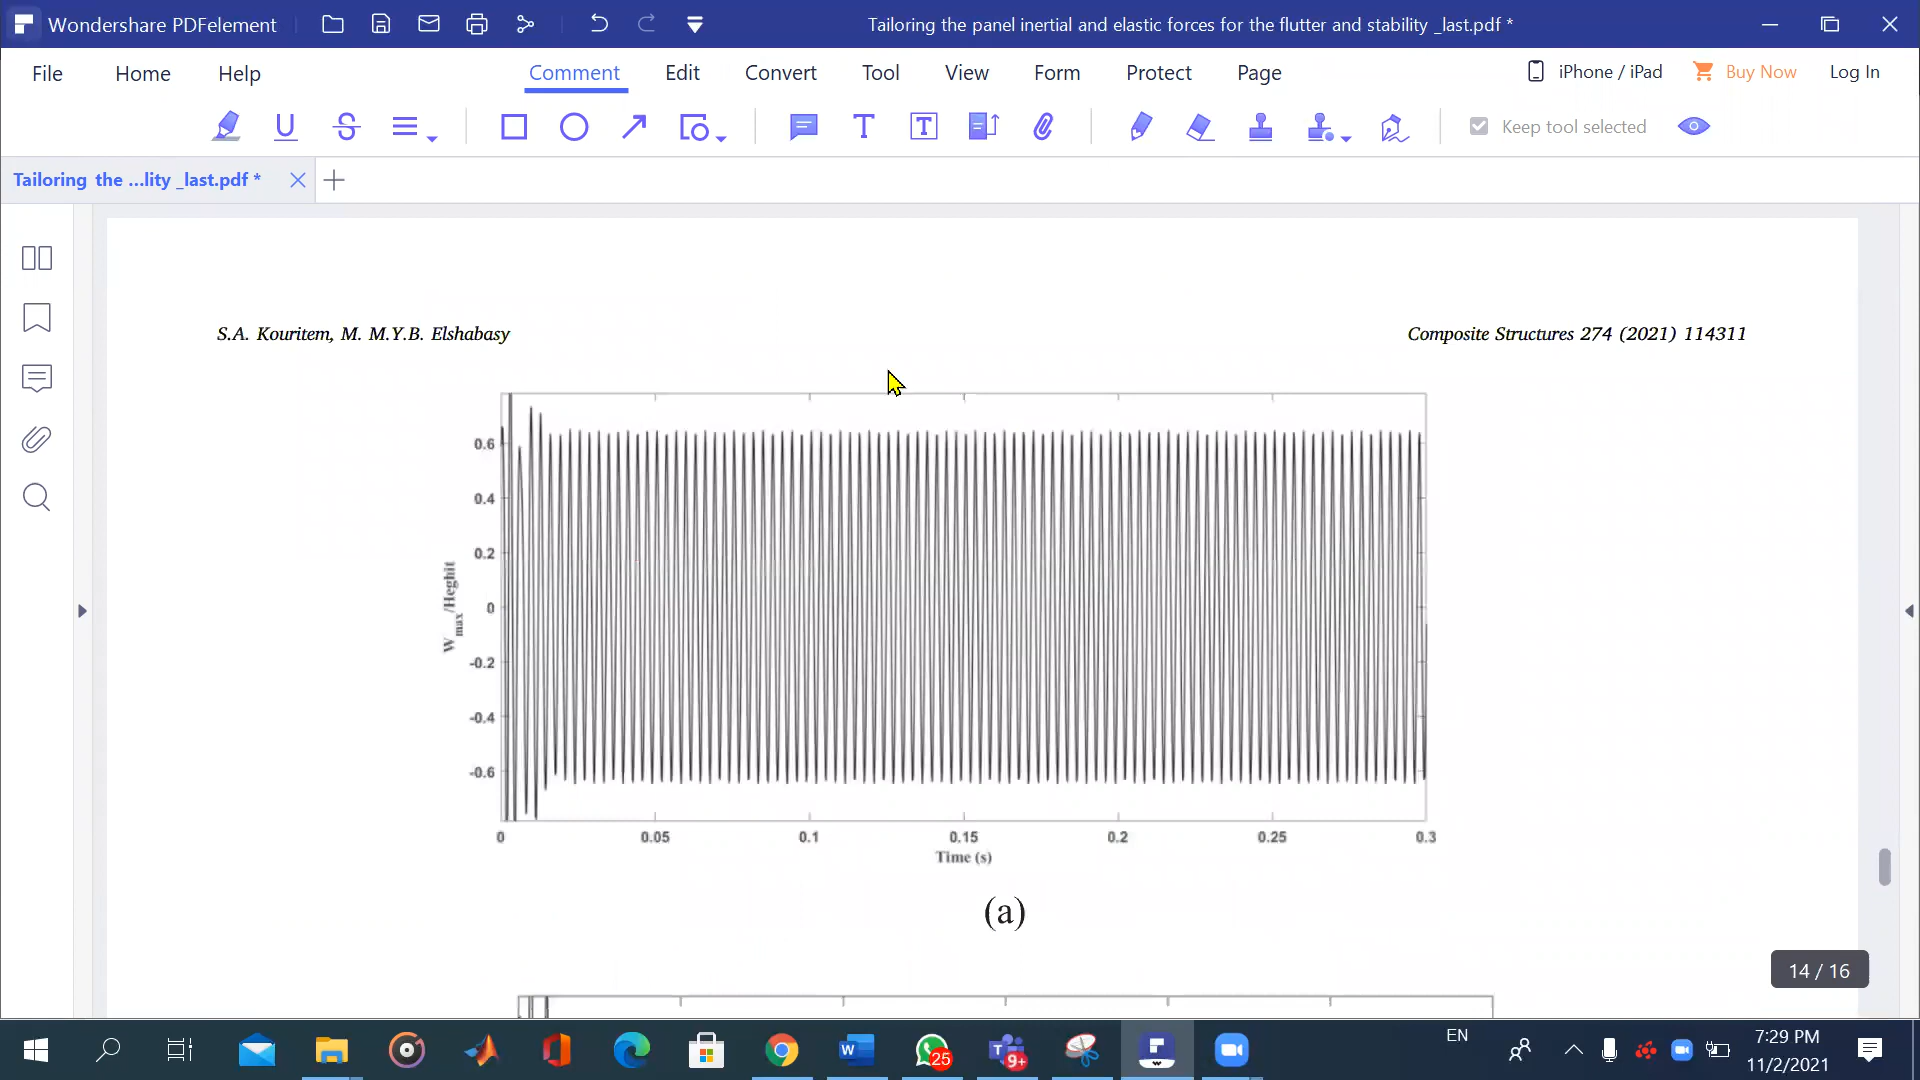 Wondershare PDFelement
Tailoring the panel inertial and elastic forces for the flutter and stability _last.pdf *
File Home Help Comment Edit Convert Tool View Form Protect Page iPhone / iPad Buy Now Log In
Keep tool selected
Tailoring the ...lity _last.pdf *
S.A. Kouritem, M. M.Y.B. Elshabasy
Composite Structures 274 (2021) 114311
0.6
0.4
0.2
0
-0.2
-0.4
-0.6
W max/Heghit
0 0.05 0.1 0.15 0.2 0.25 0.3
Time (s)
(a)
14 / 16
25
9+
EN
7:29 PM
11/2/2021